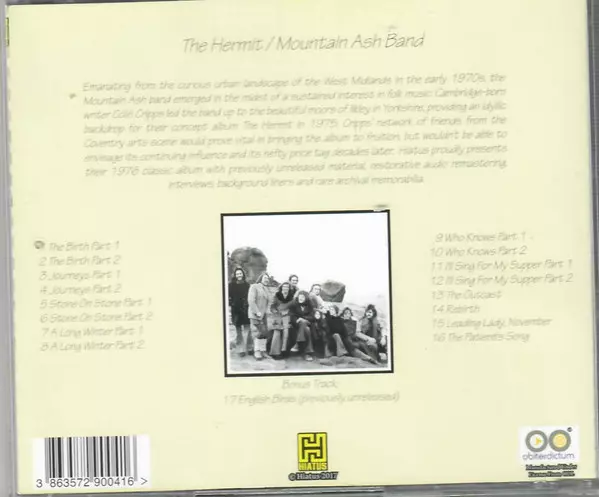 The Hermit / Mountain Ash Band
Emanating from the curious urban landscape of the West Midlands in the early 1970s, the
Mountain Ash band emerged in the midst of a sustained interest in folk music. Cambridge-born
writer Colin Cripps led the band up to the beautiful moors of Ilkley in Yorkshire, providing an idyllic
backdrop for their concept album The Hermit in 1975. Cripps' network of friends from the
Coventry arts scene would prove vital in bringing the album to fruition, but wouldn't be able to
envisage its continuing influence and its hefty price tag decades later. Hiatus proudly presents
their 1975 classic album with previously unreleased material, restorative audio remastering,
interviews, background liners and rare archival memorabilia.
1 The Birth Part 1
2 The Birth Part 2
3 Journeys Part 1
4 Journeys Part 2
5 Stone On Stone Part 1
6 Stone On Stone Part 2
7 A Long Winter Part 1
8 A Long Winter Part 2
9 Who Knows Part 1
10 Who Knows Part 2
11 I'll Sing For My Supper Part 1
12 I'll Sing For My Supper Part 2
13 The Outcast
14 Rebirth
15 Leading Lady, November
16 The Patient's Song
Bonus Track:
17 English Birds (previously unreleased)
3 863572 900416 >
HIATUS
© Hiatus 2017
obiterdictum
Manufactured Under